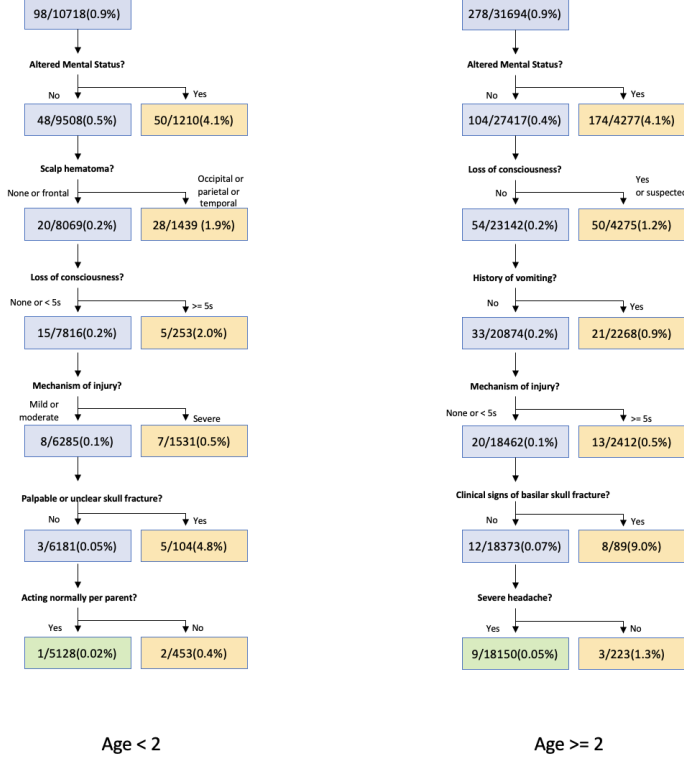 98/10718(0.9%)
Altered Mental Status?
No
Yes
48/9508(0.5%)
50/1210(4.1%)
Scalp hematoma?
None or frontal
Occipital or
parietal or
temporal
20/8069(0.2%)
28/1439 (1.9%)
Loss of consciousness?
None or < 5s
>= 5s
15/7816(0.2%)
5/253(2.0%)
Mechanism of injury?
Mild or
moderate
Severe
8/6285(0.1%)
7/1531(0.5%)
Palpable or unclear skull fracture?
No
Yes
3/6181(0.05%)
5/104(4.8%)
Acting normally per parent?
Yes
No
1/5128(0.02%)
2/453(0.4%)
Age < 2
278/31694(0.9%)
Altered Mental Status?
No
Yes
104/27417(0.4%)
174/4277(4.1%)
Loss of consciousness?
No
Yes
or suspected
54/23142(0.2%)
50/4275(1.2%)
History of vomiting?
No
Yes
33/20874(0.2%)
21/2268(0.9%)
Mechanism of injury?
None or < 5s
>= 5s
20/18462(0.1%)
13/2412(0.5%)
Clinical signs of basilar skull fracture?
No
Yes
12/18373(0.07%)
8/89(9.0%)
Severe headache?
Yes
No
9/18150(0.05%)
3/223(1.3%)
Age >= 2